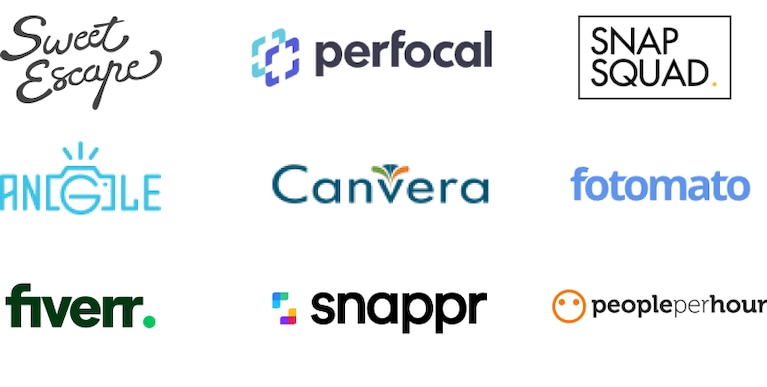 Sweet
Escape
perfocal
SNAP
SQUAD.
ANGLE
Canvera
fotomato
fiverr.
snappr
peopleperhour